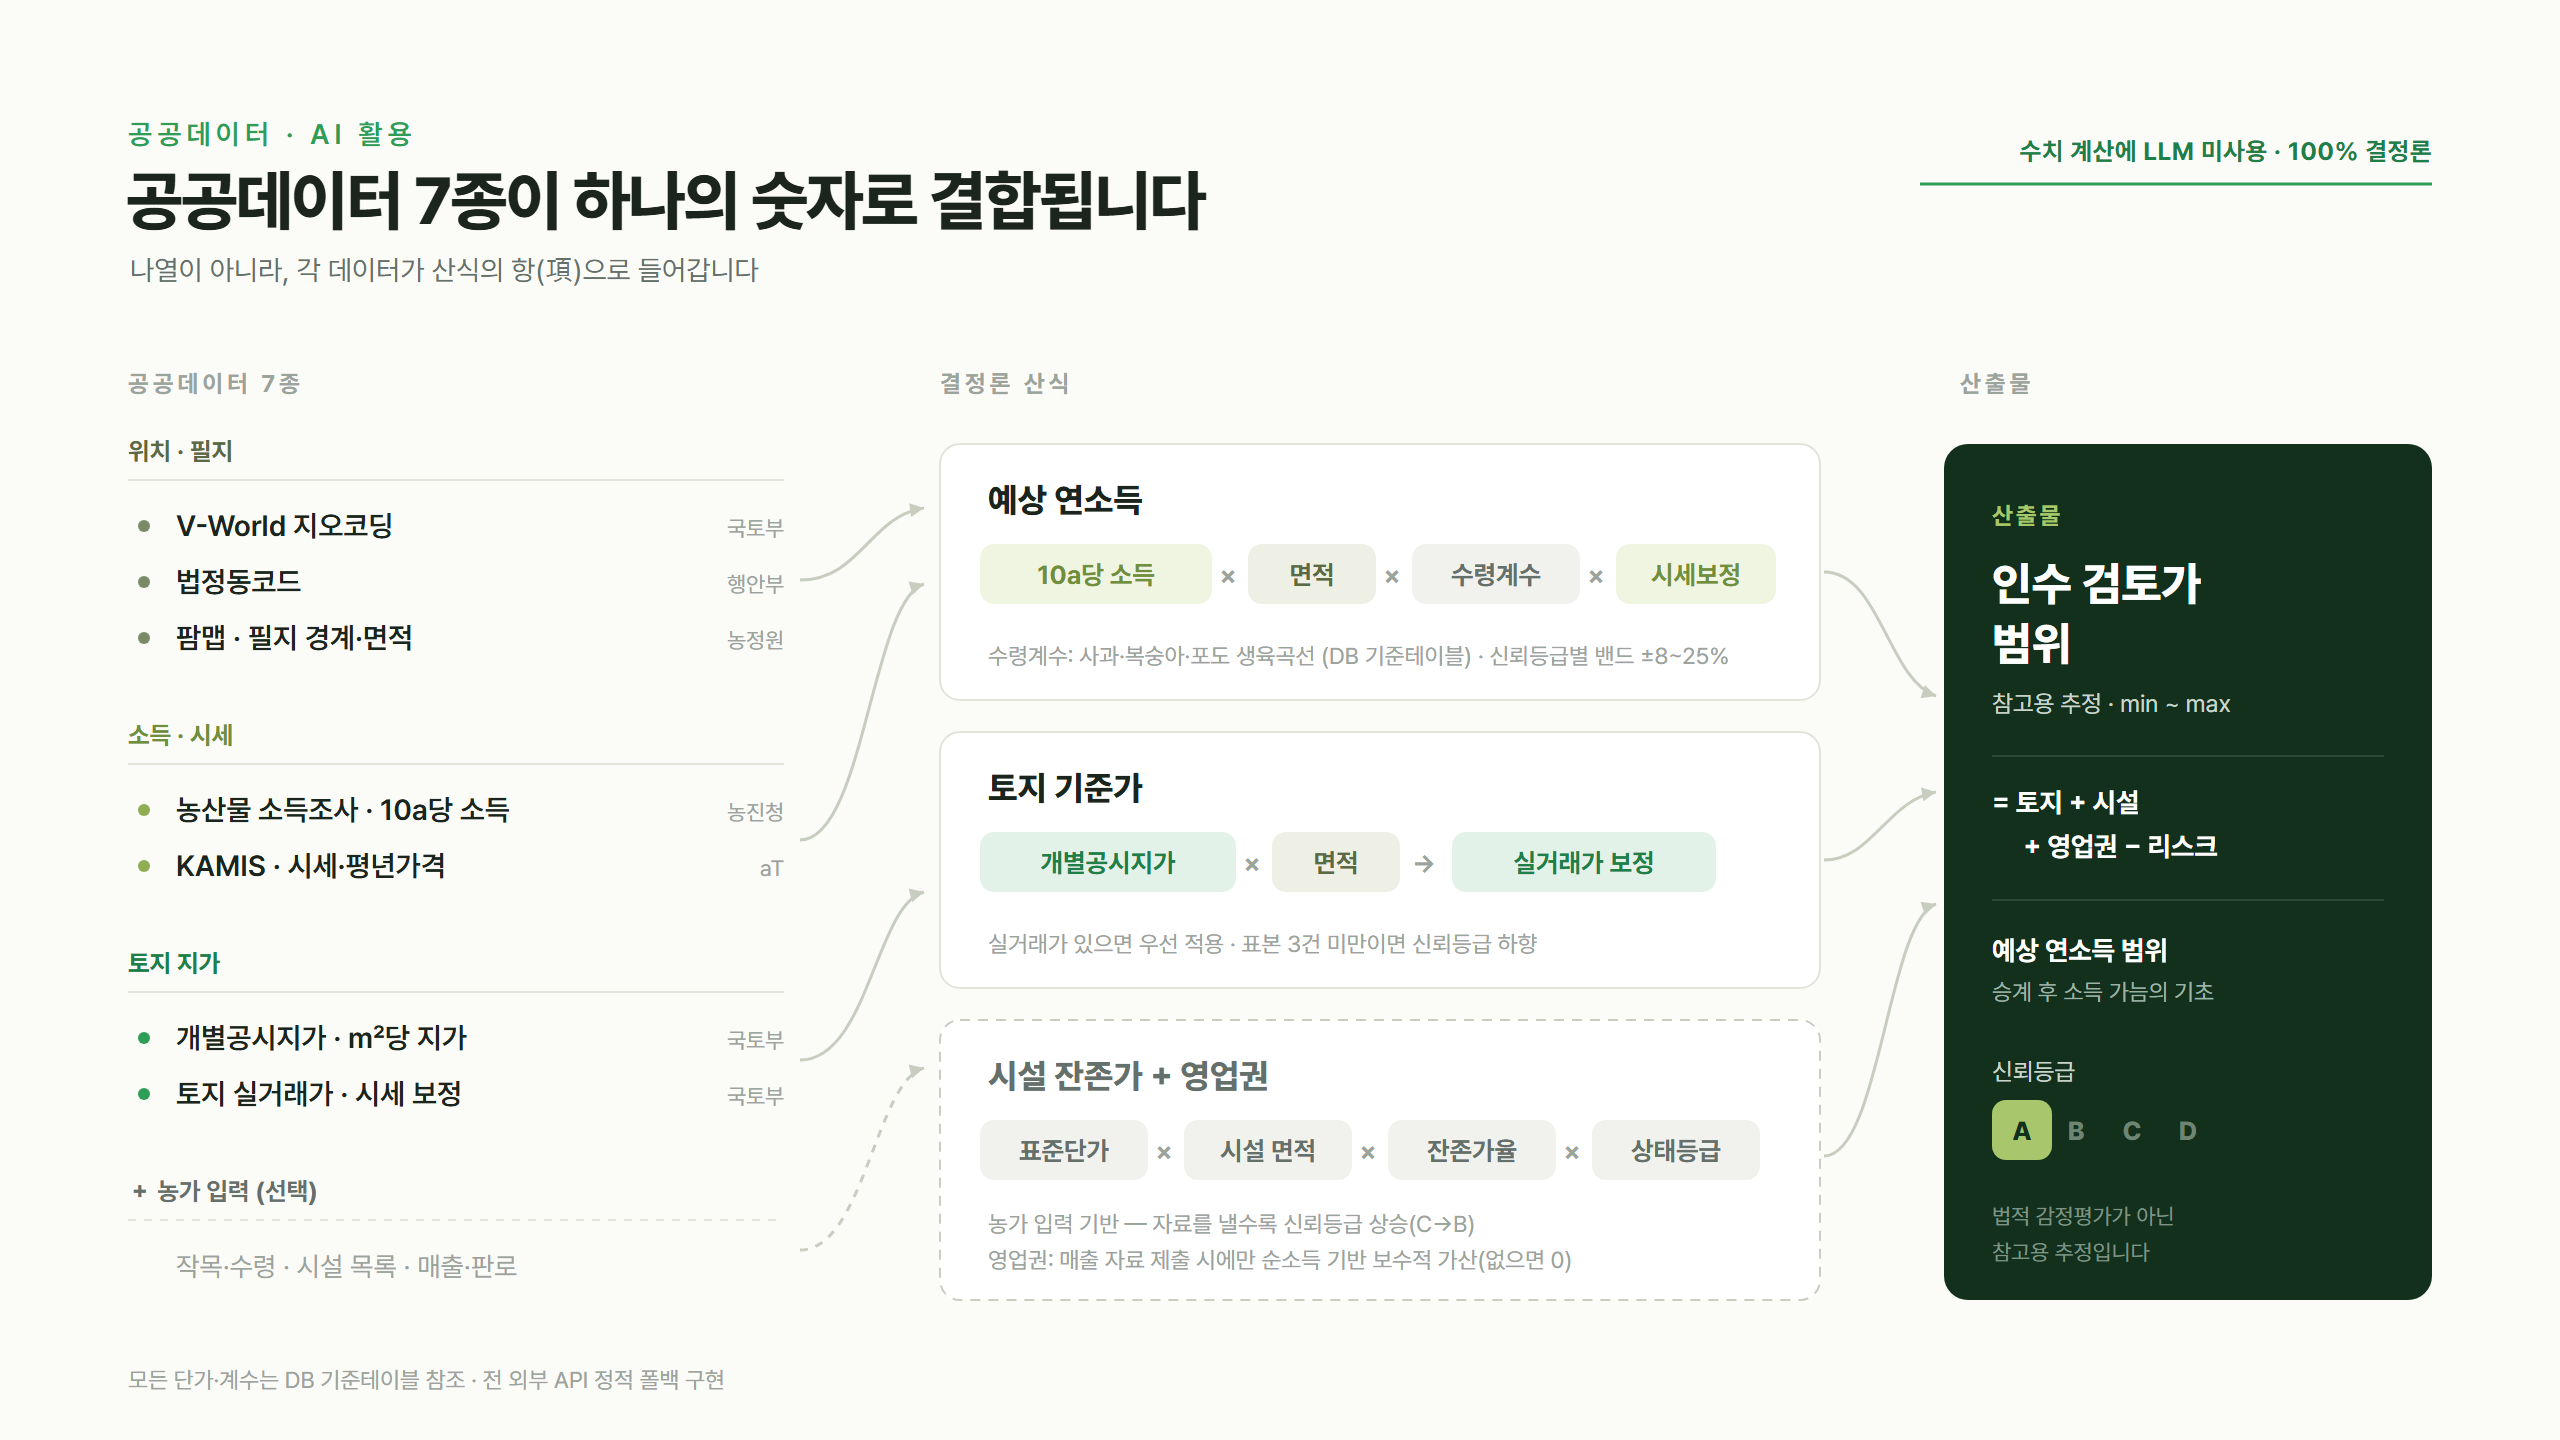 공공데이터 · AI 활용
공공데이터 7종이 하나의 숫자로 결합됩니다
나열이 아니라, 각 데이터가 산식의 항(項)으로 들어갑니다
수치 계산에 LLM 미사용 · 100% 결정론
공공데이터 7종
위치 · 필지
V-World 지오코딩 국토부
법정동코드 행안부
팜맵 · 필지 경계·면적 농정원
소득 · 시세
농산물 소득조사 · 10a당 소득 농진청
KAMIS · 시세·평년가격 aT
토지 지가
개별공시지가 · m²당 지가 국토부
토지 실거래가 · 시세 보정 국토부
+ 농가 입력 (선택)
작목·수령 · 시설 목록 · 매출·판로
결정론 산식
예상 연소득
10a당 소득 × 면적 × 수령계수 × 시세보정
수령계수: 사과·복숭아·포도 생육곡선 (DB 기준테이블) · 신뢰등급별 밴드 ±8~25%
토지 기준가
개별공시지가 × 면적 → 실거래가 보정
실거래가 있으면 우선 적용 · 표본 3건 미만이면 신뢰등급 하향
시설 잔존가 + 영업권
표준단가 × 시설 면적 × 잔존가율 × 상태등급
농가 입력 기반 — 자료를 낼수록 신뢰등급 상승(C→B)
영업권: 매출 자료 제출 시에만 순소득 기반 보수적 가산(없으면 0)
산출물
산출물
인수 검토가
범위
참고용 추정 · min ~ max
= 토지 + 시설
+ 영업권 − 리스크
예상 연소득 범위
승계 후 소득 가늠의 기초
신뢰등급
A B C D
법적 감정평가가 아닌
참고용 추정입니다
모든 단가·계수는 DB 기준테이블 참조 · 전 외부 API 정적 폴백 구현